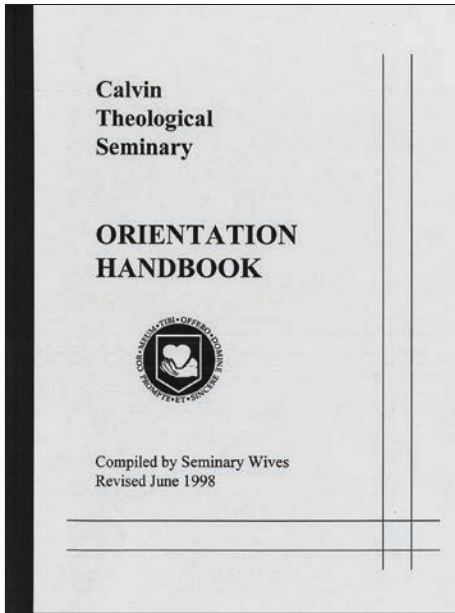 Calvin
Theological
Seminary
ORIENTATION
HANDBOOK
COR • MEUM • TIBI • OFFERO • DOMINE
PROMPTE • ET • SINCERE
Compiled by Seminary Wives
Revised June 1998